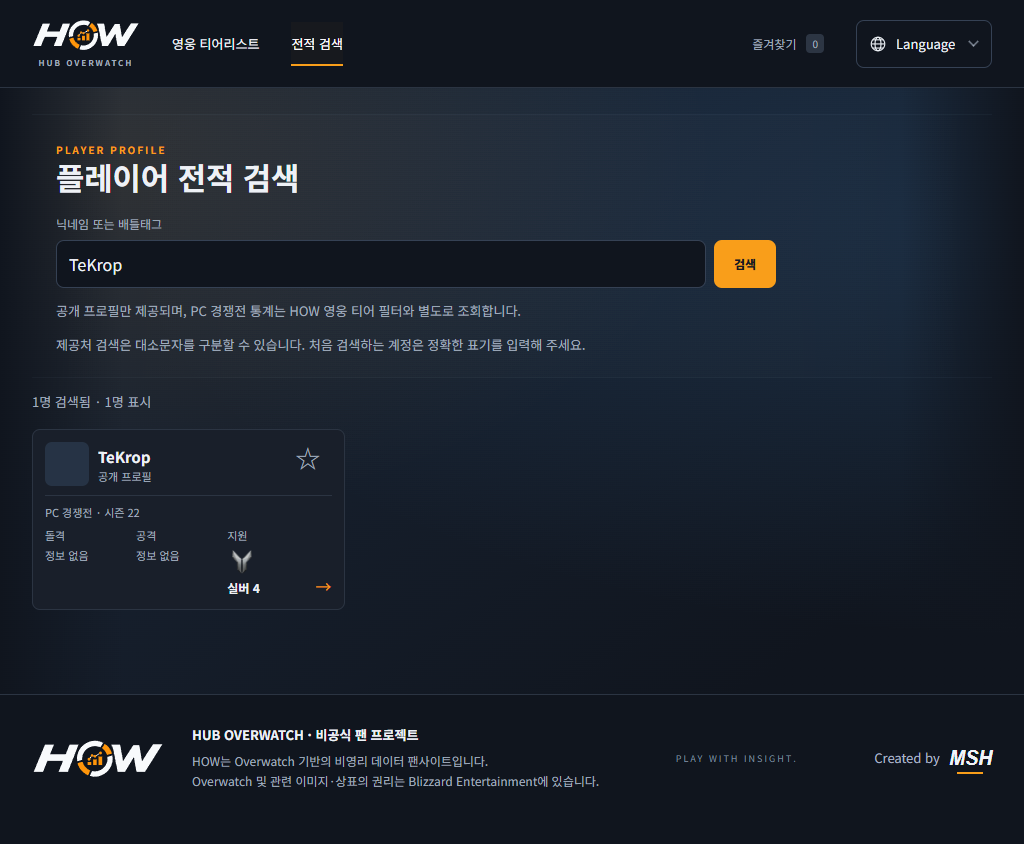 HOW
HUB OVERWATCH
영웅 티어리스트
전적 검색
즐겨찾기 0
Language
PLAYER PROFILE
플레이어 전적 검색
닉네임 또는 배틀태그
TeKrop
검색
공개 프로필만 제공되며, PC 경쟁전 통계는 HOW 영웅 티어 필터와 별도로 조회합니다.
제공처 검색은 대소문자를 구분할 수 있습니다. 처음 검색하는 계정은 정확한 표기를 입력해 주세요.
1명 검색됨 · 1명 표시
TeKrop
공개 프로필
PC 경쟁전 · 시즌 22
돌격
정보 없음
공격
정보 없음
지원
실버 4
HOW
HUB OVERWATCH · 비공식 팬 프로젝트
HOW는 Overwatch 기반의 비영리 데이터 팬사이트입니다.
Overwatch 및 관련 이미지·상표의 권리는 Blizzard Entertainment에 있습니다.
PLAY WITH INSIGHT.
Created by MSH